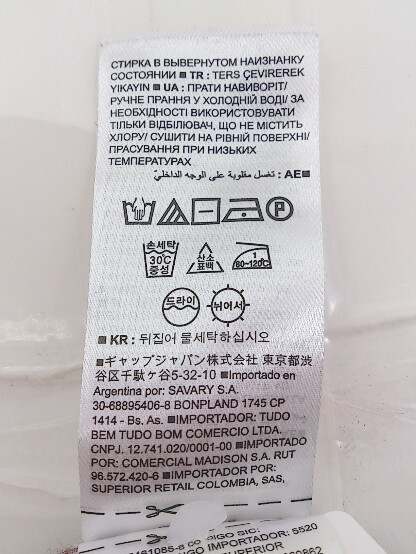 СТИРКА В ВЫВЕРНУТОМ НАИЗНАНКУ
СОСТОЯНИИ ■ TR : TERS ÇEVIREREK
YIKAYIN ■ UA : ПРАТИ НАВИВОРІТ/
РУЧНЕ ПРАННЯ У ХОЛОДНІЙ ВОДІ/ ЗА
НЕОБХІДНОСТІ ВИКОРИСТОВУВАТИ
ТІЛЬКИ ВІДБІЛЮВАЧ, ЩО НЕ МІСТИТЬ
ХЛОРУ/ СУШИТИ НА РІВНІЙ ПОВЕРХНІ/
ПРАСУВАННЯ ПРИ НИЗЬКИХ
ТЕМПЕРАТУРАХ
■AE : تغسل مقلوبة على الوجه الداخلي
P
손세탁 30℃ 중성
산소 표백
1 80~120℃
드라이
뉘어서
■ KR : 뒤집어 물세탁하십시오
■ギャップジャパン株式会社 東京都渋
谷区千駄ヶ谷5-32-10 ■Importado en
Argentina por: SAVARY S.A.
30-68895406-8 BONPLAND 1745 CP
1414 - Bs. As. ■IMPORTADOR: TUDO
BEM TUDO BOM COMERCIO LTDA.
CNPJ. 12.741.020/0001-00 ■IMPORTADO
POR: COMERCIAL MADISON S.A. RUT
96.572.420-6 ■IMPORTADOR POR:
SUPERIOR RETAIL COLOMBIA, SAS,
SIC:
IMPORTADOR: 5520
SUPERIOR